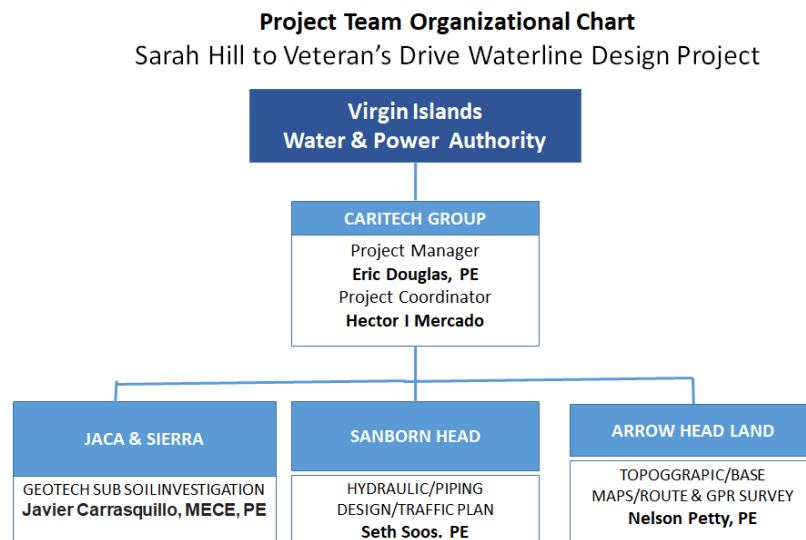 Project Team Organizational Chart
Sarah Hill to Veteran's Drive Waterline Design Project
Virgin Islands
Water & Power Authority
CARITECH GROUP
Project Manager
Eric Douglas, PE
Project Coordinator
Hector I Mercado
JACA & SIERRA
GEOTECH SUB SOILINVESTIGATION
Javier Carrasquillo, MECE, PE
SANBORN HEAD
HYDRAULIC/PIPING
DESIGN/TRAFFIC PLAN
Seth Soos. PE
ARROW HEAD LAND
TOPOGGRAPIC/BASE
MAPS/ROUTE & GPR SURVEY
Nelson Petty, PE